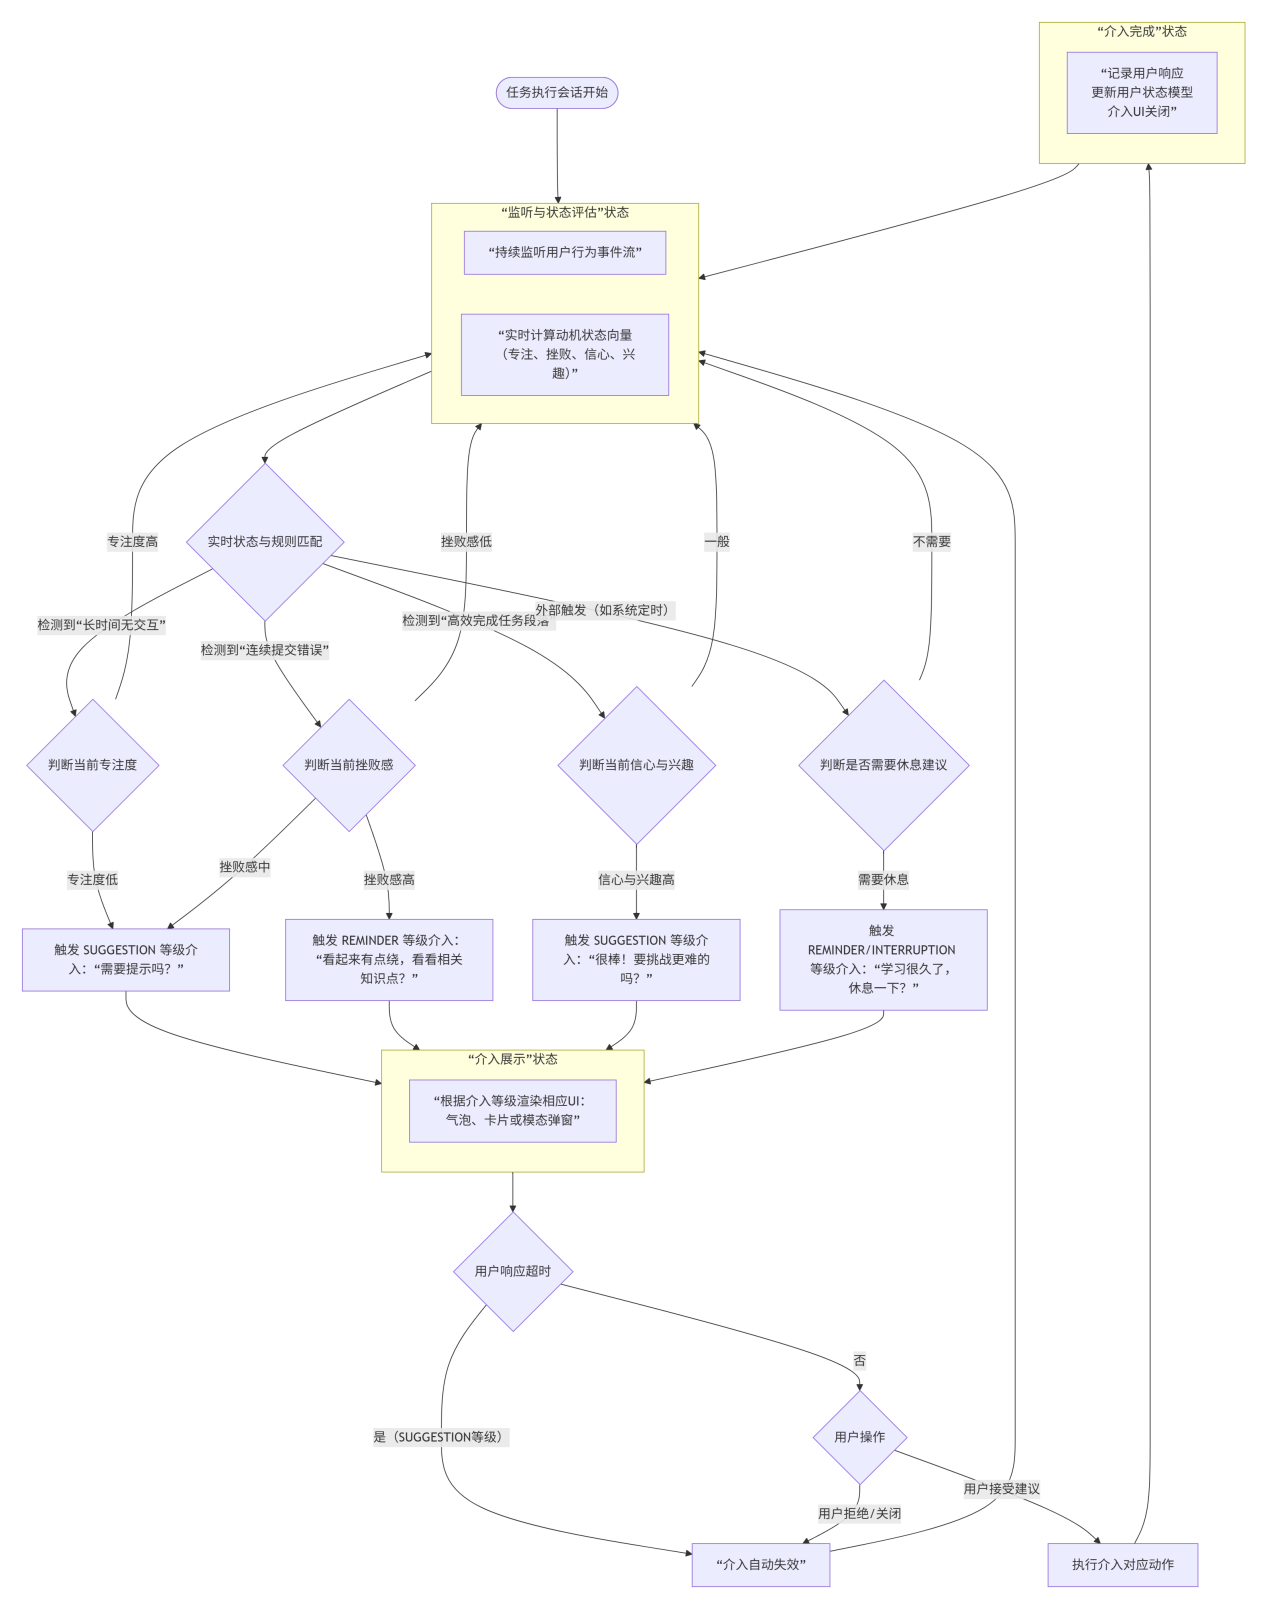 “介入完成”状态
“记录用户响应
更新用户状态模型
介入UI关闭”
任务执行会话开始
“监听与状态评估”状态
“持续监听用户行为事件流”
“实时计算动机状态向量
（专注、挫败、信心、兴
趣）”
专注度高
实时状态与规则匹配
挫败感低
一般
不需要
检测到“长时间无交互”
检测到“连续提交错误”
检测到“高效完成任务段落”
外部触发（如系统定时）
判断当前专注度
判断当前挫败感
判断当前信心与兴趣
判断是否需要休息建议
专注度低
挫败感中
挫败感高
信心与兴趣高
需要休息
触发 SUGGESTION 等级介
入：“需要提示吗？”
触发 REMINDER 等级介入：
“看起来有点绕，看看相关
知识点？”
触发 SUGGESTION 等级介
入：“很棒！要挑战更难的
吗？”
触发
REMINDER/INTERRUPTION
等级介入：“学习很久了，
休息一下？”
“介入展示”状态
“根据介入等级渲染相应UI：
气泡、卡片或模态弹窗”
用户响应超时
否
是（SUGGESTION等级）
用户操作
用户接受建议
用户拒绝/关闭
“介入自动失效”
执行介入对应动作